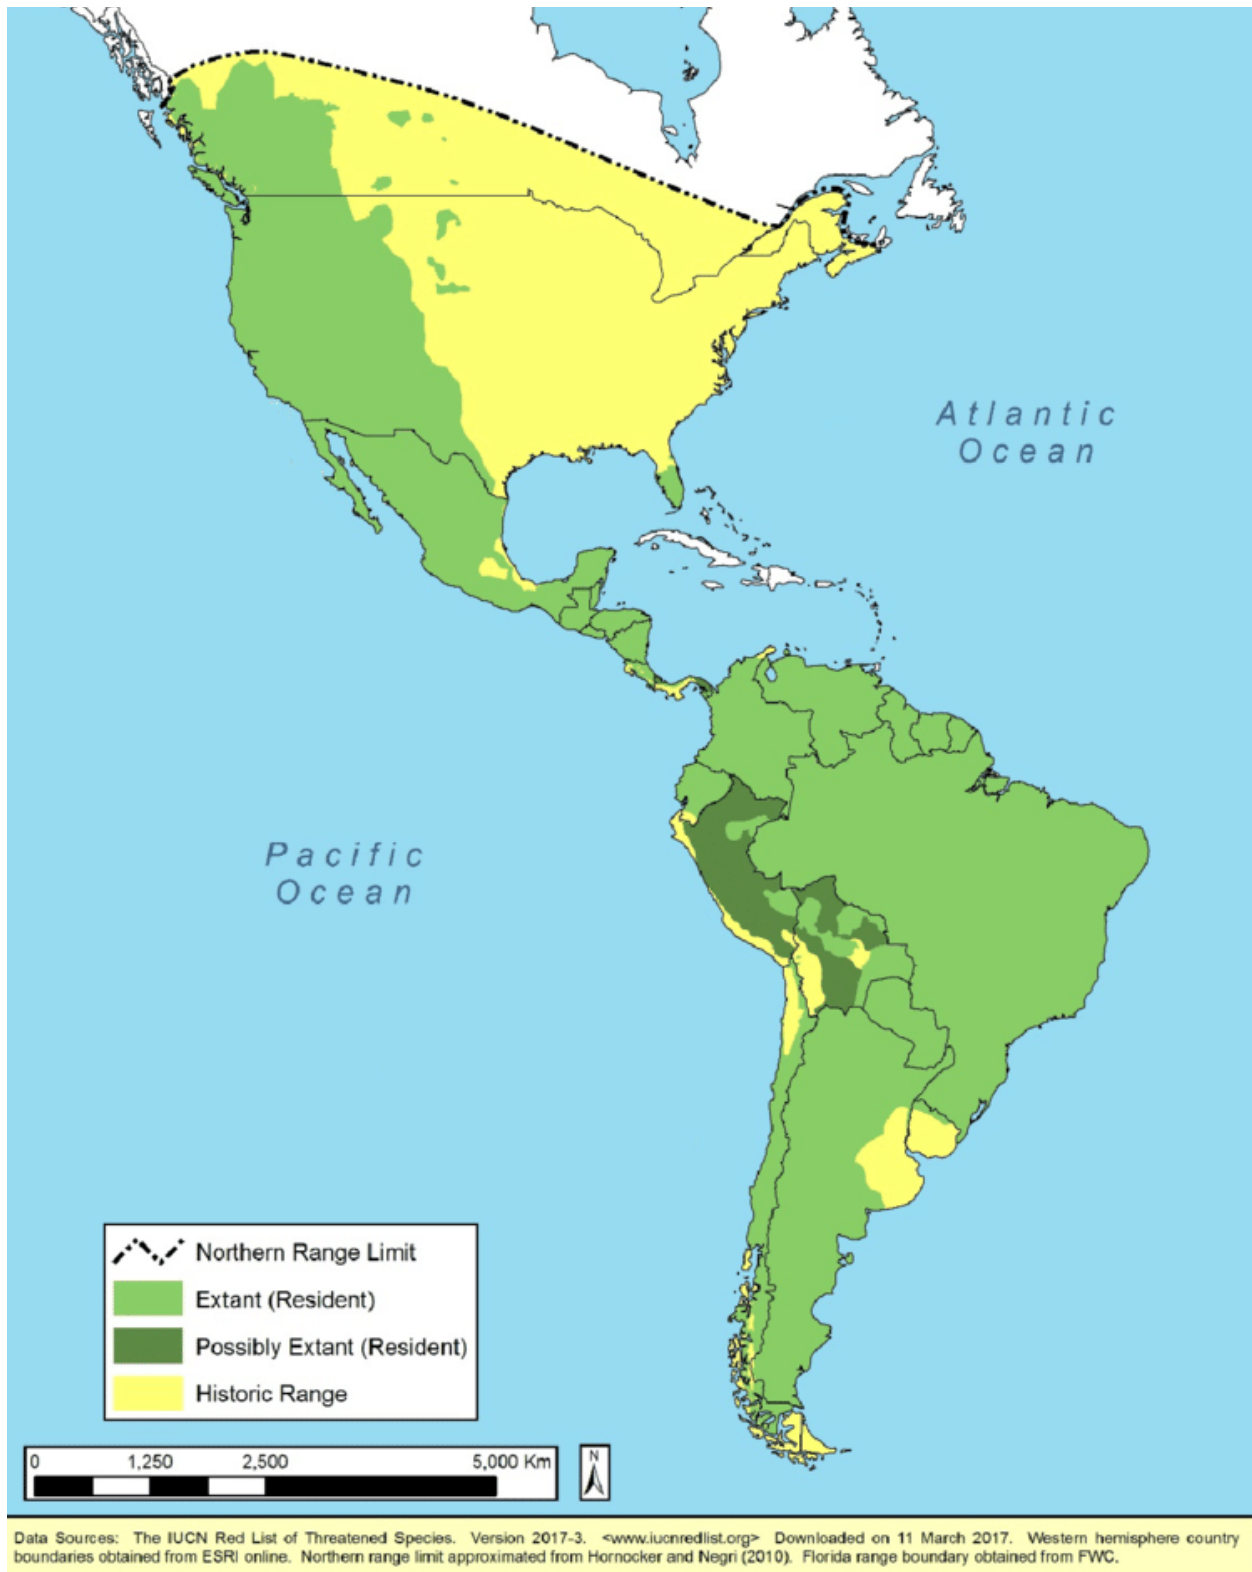 Atlantic
Ocean
Pacific
Ocean
Northern Range Limit
Extant (Resident)
Possibly Extant (Resident)
Historic Range
0 1,250 2,500 5,000 Km
N
Data Sources: The IUCN Red List of Threatened Species. Version 2017-3. <www.iucnredlist.org> Downloaded on 11 March 2017. Western hemisphere country
boundaries obtained from ESRI online. Northern range limit approximated from Hornocker and Negri (2010). Florida range boundary obtained from FWC.